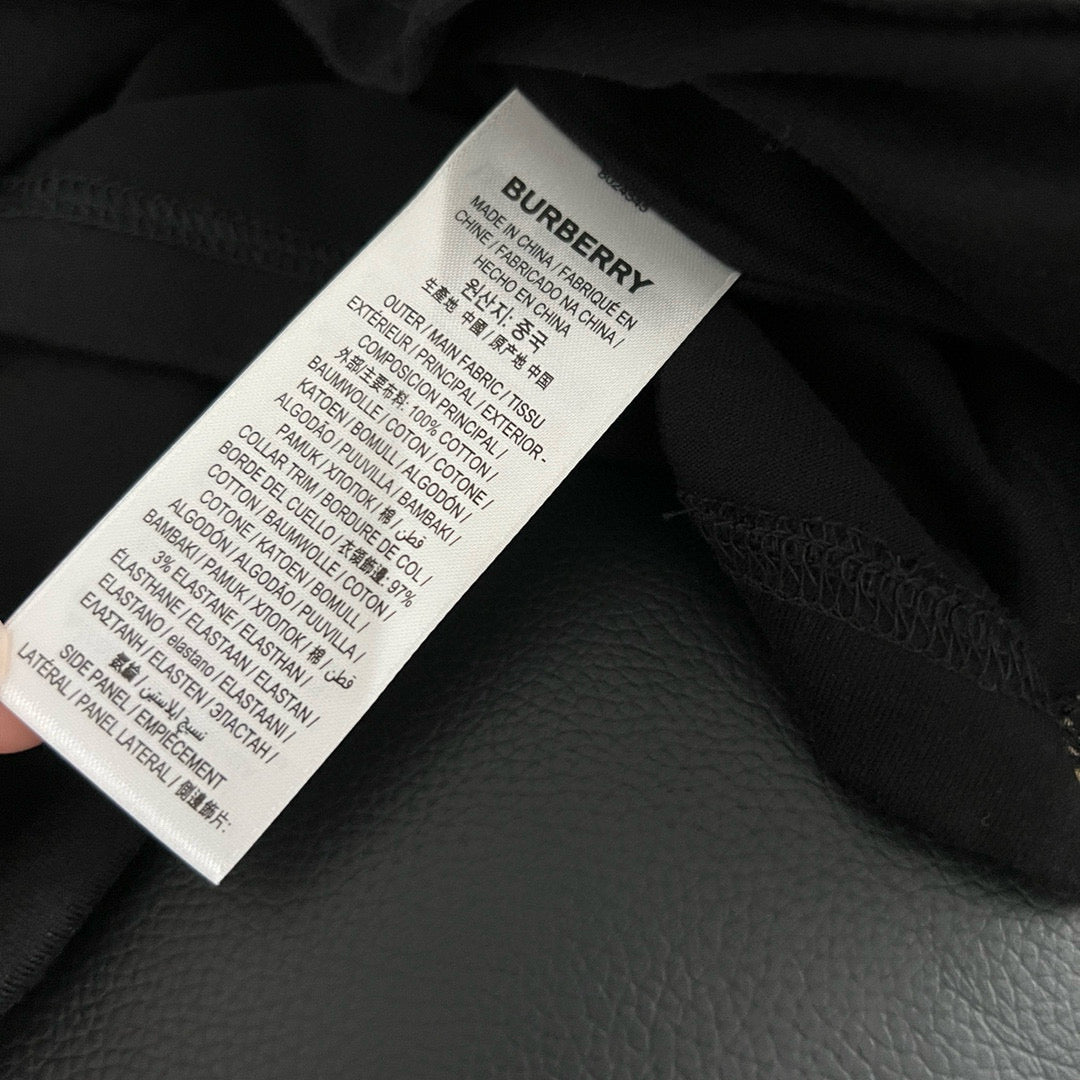 BURBERRY
MADE IN CHINA / FABRIQUÉ EN
CHINE / FABRICADO NA CHINA /
HECHO EN CHINA
원산지: 중국
生產地 中國 / 原产地 中国
OUTER / MAIN FABRIC / TISSU
EXTERIEUR / PRINCIPAL / EXTERIOR -
COMPOSICION PRINCIPAL /
外部/主要布料: 100% COTTON /
BAUMWOLLE / COTON / COTONE /
KATOEN / BOMULL / ALGODÓN /
ALGODÃO / PUUVILLA / BAMBAKI /
PAMUK / ХЛОПОК / 棉 / قطن
COLLAR TRIM / BORDURE DE COL /
BORDE DEL CUELLO / 衣領飾邊: 97%
COTTON / BAUMWOLLE / COTON /
COTONE / KATOEN / BOMULL /
ALGODÓN / ALGODÃO / PUUVILLA /
BAMBAKI / PAMUK / ХЛОПОК / 棉 / قطن
3% ELASTANE / ELASTHAN /
ÉLASTHANE / ELASTAAN / ELASTAN /
ELASTANO / elastano / ELASTAANI /
ΕΛΑΣΤΑΝΗ / ELASTEN / ЭЛАСТАН /
氨綸 / نسيج إيلاستين
SIDE PANEL / EMPIÈCEMENT
LATÉRAL / PANEL LATERAL / 側邊飾片: